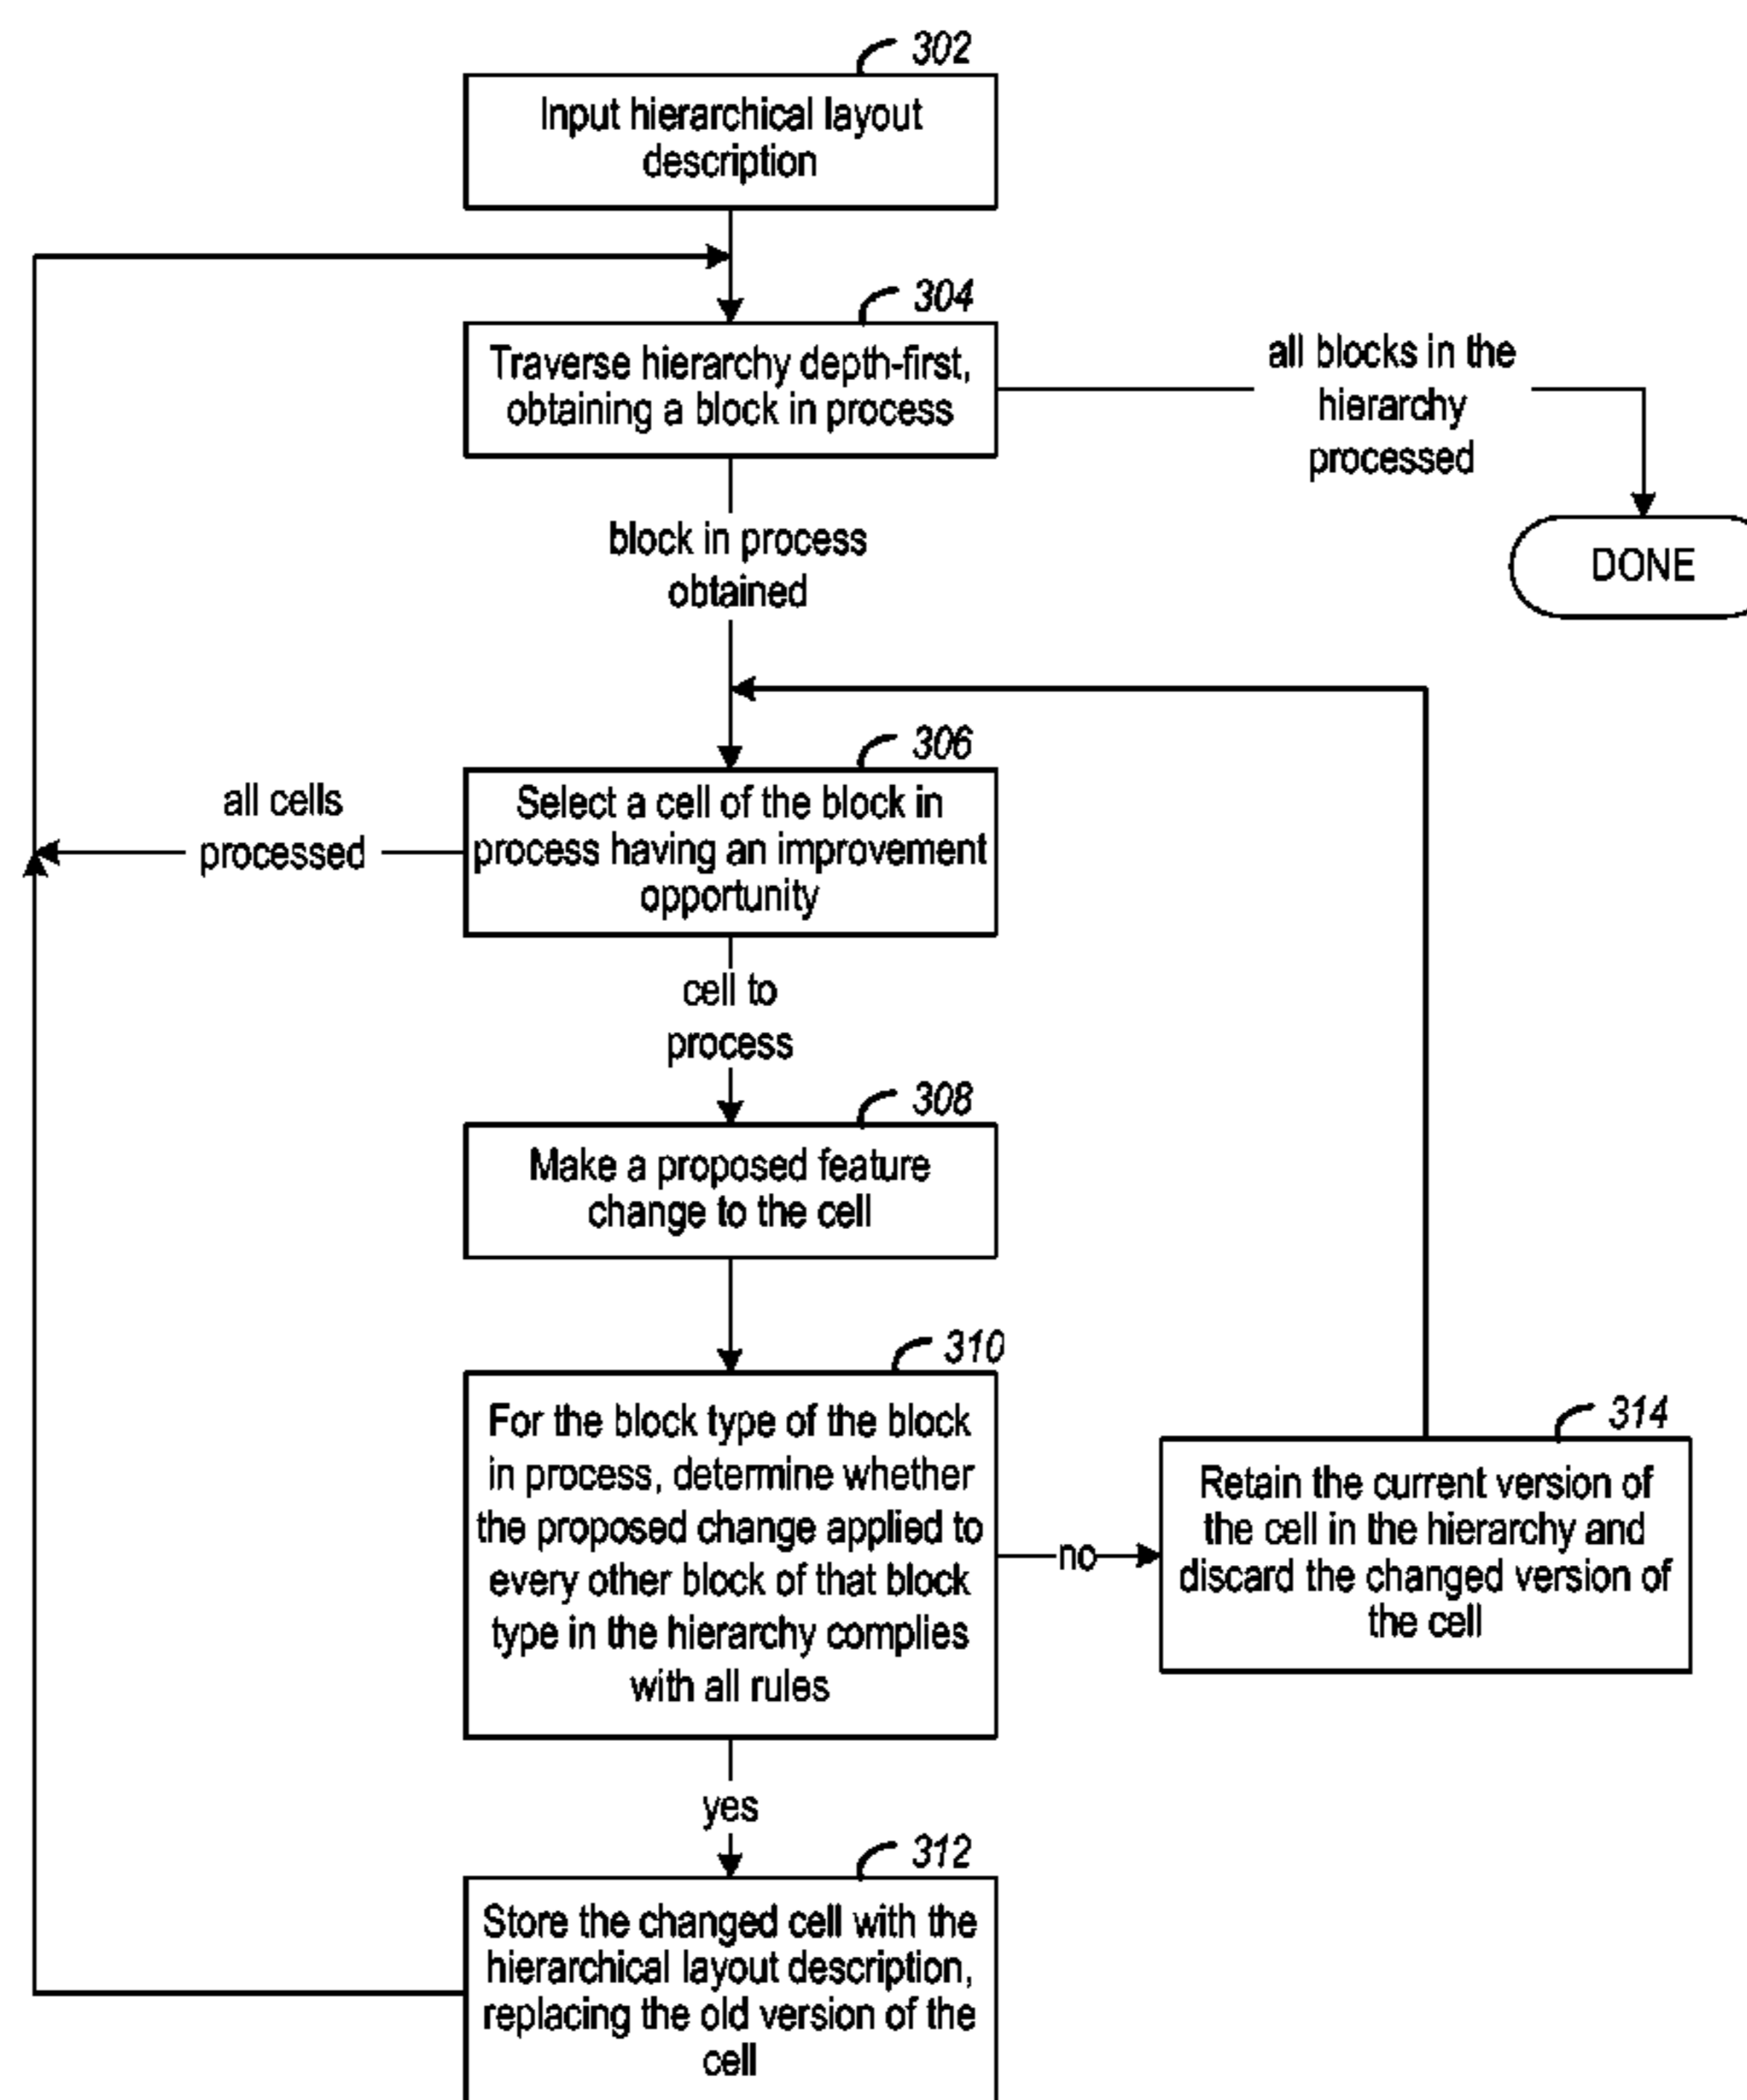 302
Input hierarchical layout
description
304
Traverse hierarchy depth-first,
obtaining a block in process
all blocks in the
hierarchy
processed
DONE
block in process
obtained
306
Select a cell of the block in
process having an improvement
opportunity
all cells
processed
cell to
process
308
Make a proposed feature
change to the cell
310
For the block type of the block
in process, determine whether
the proposed change applied to
every other block of that block
type in the hierarchy complies
with all rules
no
314
Retain the current version of
the cell in the hierarchy and
discard the changed version of
the cell
yes
312
Store the changed cell with the
hierarchical layout description,
replacing the old version of the
cell